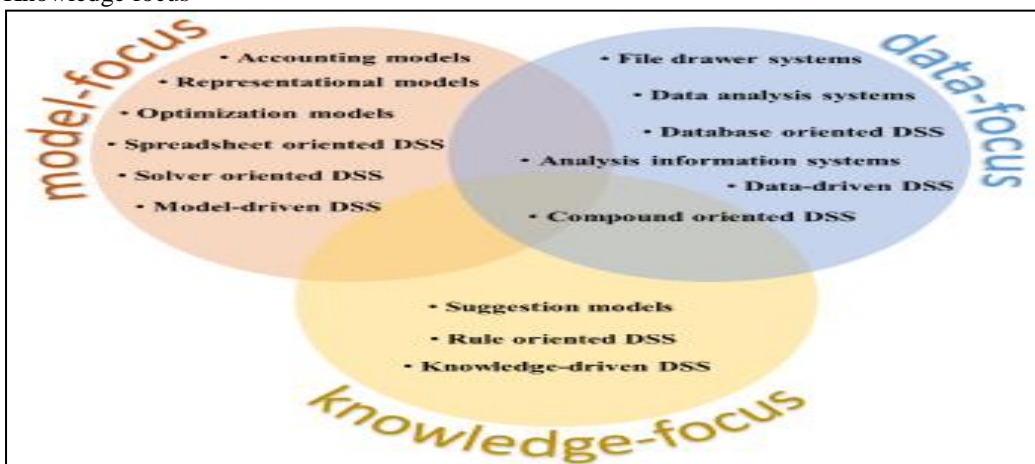 Knowledge focus
model-focus
• Accounting models
• Representational models
• Optimization models
• Spreadsheet oriented DSS
• Solver oriented DSS
• Model-driven DSS
data-focus
• File drawer systems
• Data analysis systems
• Database oriented DSS
• Analysis information systems
• Data-driven DSS
• Compound oriented DSS
• Suggestion models
• Rule oriented DSS
• Knowledge-driven DSS
knowledge-focus